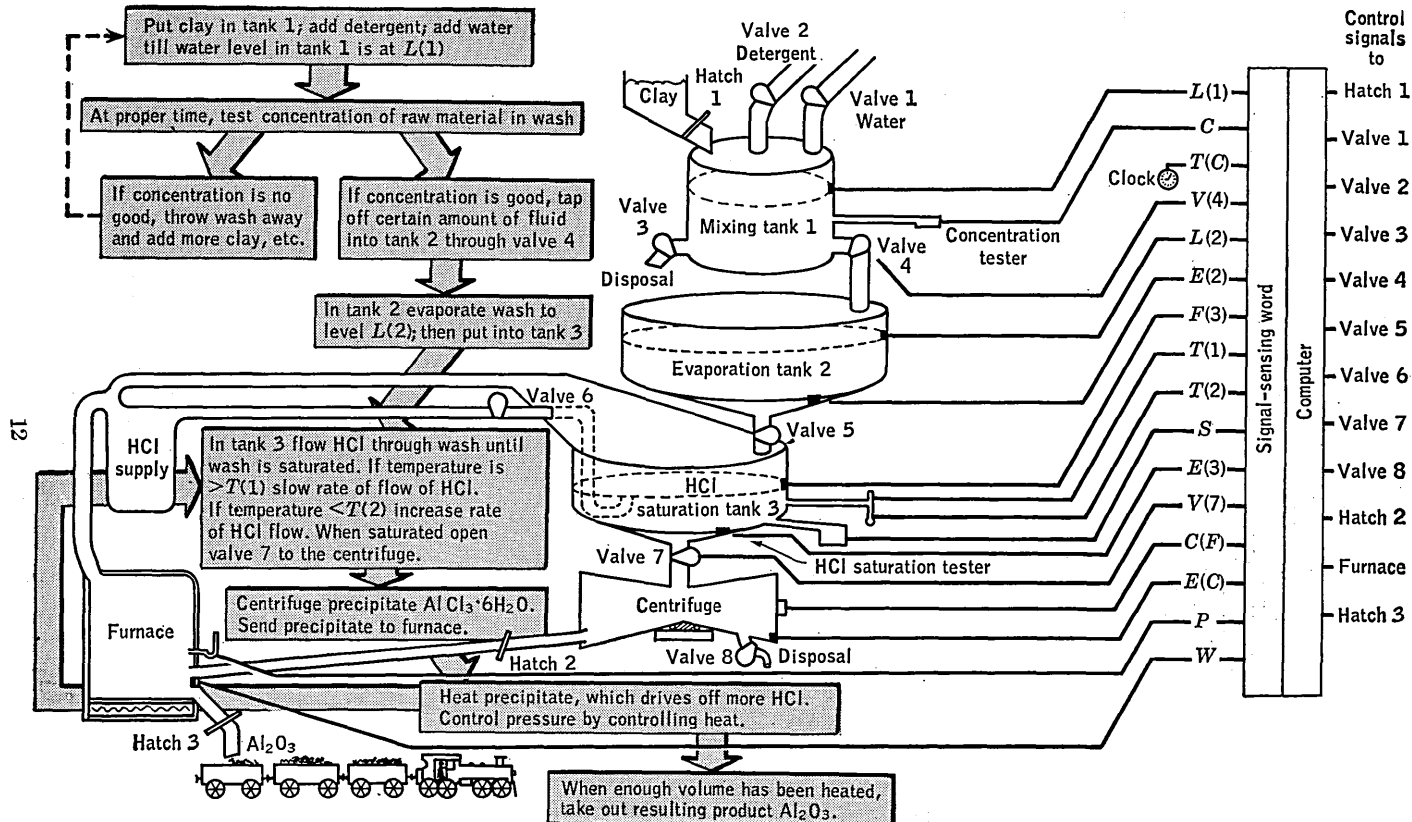 Put clay in tank 1; add detergent; add water
till water level in tank 1 is at L(1)
At proper time, test concentration of raw material in wash
If concentration is no
good, throw wash away
and add more clay, etc.
If concentration is good, tap
off certain amount of fluid
into tank 2 through valve 4
In tank 2 evaporate wash to
level L(2); then put into tank 3
In tank 3 flow HCl through wash until
wash is saturated. If temperature is
>T(1) slow rate of flow of HCl.
If temperature <T(2) increase rate
of HCl flow. When saturated open
valve 7 to the centrifuge.
Centrifuge precipitate AlCl₃·6H₂O.
Send precipitate to furnace.
Heat precipitate, which drives off more HCl.
Control pressure by controlling heat.
When enough volume has been heated,
take out resulting product Al₂O₃.
12
HCl
supply
Furnace
Hatch 3
Al₂O₃
Clay
Hatch
1
Valve 2
Detergent
Valve 1
Water
Mixing tank 1
Valve
3
Disposal
Concentration
tester
Valve
4
Evaporation tank 2
Valve 6
Valve 5
HCl
saturation tank 3
Valve 7
HCl saturation tester
Centrifuge
Hatch 2
Valve 8
Disposal
Clock
L(1)
C
T(C)
V(4)
L(2)
E(2)
F(3)
T(1)
T(2)
S
E(3)
V(7)
C(F)
E(C)
P
W
Signal-sensing word
Computer
Control
signals
to
Hatch 1
Valve 1
Valve 2
Valve 3
Valve 4
Valve 5
Valve 6
Valve 7
Valve 8
Hatch 2
Furnace
Hatch 3